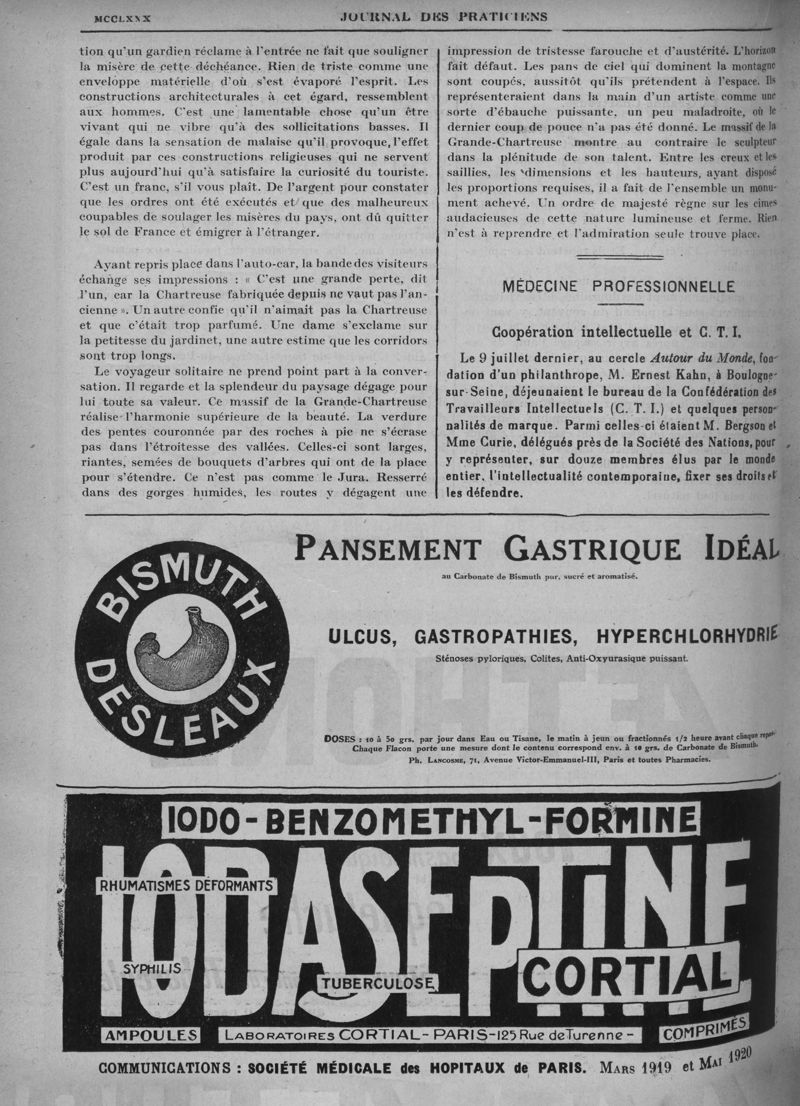 MCCLXXX
JOURNAL DES PRATICIENS
tion qu'un gardien réclame à l'entrée ne fait que souligner
la misère de cette déchéance. Rien de triste comme une
enveloppe matérielle d'où s'est évaporé l'esprit. Les
constructions architecturales à cet égard, ressemblent
aux hommes. C'est une lamentable chose qu'un être
vivant qui ne vibre qu'à des sollicitations basses. Il
égale dans la sensation de malaise qu'il provoque, l'effet
produit par ces constructions religieuses qui ne servent
plus aujourd'hui qu'à satisfaire la curiosité du touriste.
C'est un franc, s'il vous plaît. De l'argent pour constater
que les ordres ont été exécutés et que des malheureux
coupables de soulager les misères du pays, ont dû quitter
le sol de France et émigrer à l'étranger.
Ayant repris place dans l'auto-car, la bande des visiteurs
échange ses impressions : « C'est une grande perte, dit
l'un, car la Chartreuse fabriquée depuis ne vaut pas l'an-
cienne ». Un autre confie qu'il n'aimait pas la Chartreuse
et que c'était trop parfumé. Une dame s'exclame sur
la petitesse du jardinet, une autre estime que les corridors
sont trop longs.
Le voyageur solitaire ne prend point part à la conver-
sation. Il regarde et la splendeur du paysage dégage pour
lui toute sa valeur. Ce massif de la Grande-Chartreuse
réalise l'harmonie supérieure de la beauté. La verdure
des pentes couronnée par des roches à pic ne s'écrase
pas dans l'étroitesse des vallées. Celles-ci sont larges,
riantes, semées de bouquets d'arbres qui ont de la place
pour s'étendre. Ce n'est pas comme le Jura. Resserré
dans des gorges humides, les routes y dégagent une
impression de tristesse farouche et d'austérité. L'horizon
fait défaut. Les pans de ciel qui dominent la montagne
sont coupés, aussitôt qu'ils prétendent à l'espace. Ils
représenteraient dans la main d'un artiste comme une
sorte d'ébauche puissante, un peu maladroite, où le
dernier coup de pouce n'a pas été donné. Le massif de la
Grande-Chartreuse montre au contraire le sculpteur
dans la plénitude de son talent. Entre les creux et les
saillies, les dimensions et les hauteurs, ayant disposé
les proportions requises, il a fait de l'ensemble un monu-
ment achevé. Un ordre de majesté règne sur les cimes
audacieuses de cette nature lumineuse et ferme. Rien
n'est à reprendre et l'admiration seule trouve place.
MÉDECINE PROFESSIONNELLE
Coopération intellectuelle et C. T. I.
Le 9 juillet dernier, au cercle Autour du Monde, fon-
dation d'un philanthrope, M. Ernest Kahn, à Boulogne-
sur-Seine, déjeunaient le bureau de la Confédération des
Travailleurs Intellectuels (C. T. I.) et quelques person-
nalités de marque. Parmi celles-ci étaient M. Bergson et
Mme Curie, délégués près de la Société des Nations, pour
y représenter, sur douze membres élus par le monde
entier, l'intellectualité contemporaine, fixer ses droits et
les défendre.
BISMUTH
DESLEAUX
PANSEMENT GASTRIQUE IDÉAL
au Carbonate de Bismuth pur, sucré et aromatisé.
ULCUS, GASTROPATHIES, HYPERCHLORHYDRIE
Sténoses pyloriques, Colites, Anti-Oxyurasique puissant.
DOSES : 10 à 50 grs. par jour dans Eau ou Tisane, le matin à jeun ou fractionnés 1/2 heure avant chaque repas.
Chaque Flacon porte une mesure dont le contenu correspond env. à 10 grs. de Carbonate de Bismuth.
Ph. LANCOSME, 71, Avenue Victor-Emmanuel-III, Paris et toutes Pharmacies.
IODO-BENZOMETHYL-FORMINE
IODASEPTINE
RHUMATISMES DÉFORMANTS
SYPHILIS
TUBERCULOSE
CORTIAL
AMPOULES
LABORATOIRES CORTIAL-PARIS-125 Rue de Turenne-
COMPRIMÉS
COMMUNICATIONS : SOCIÉTÉ MÉDICALE des HOPITAUX de PARIS. MARS 1919 et MAI 1920